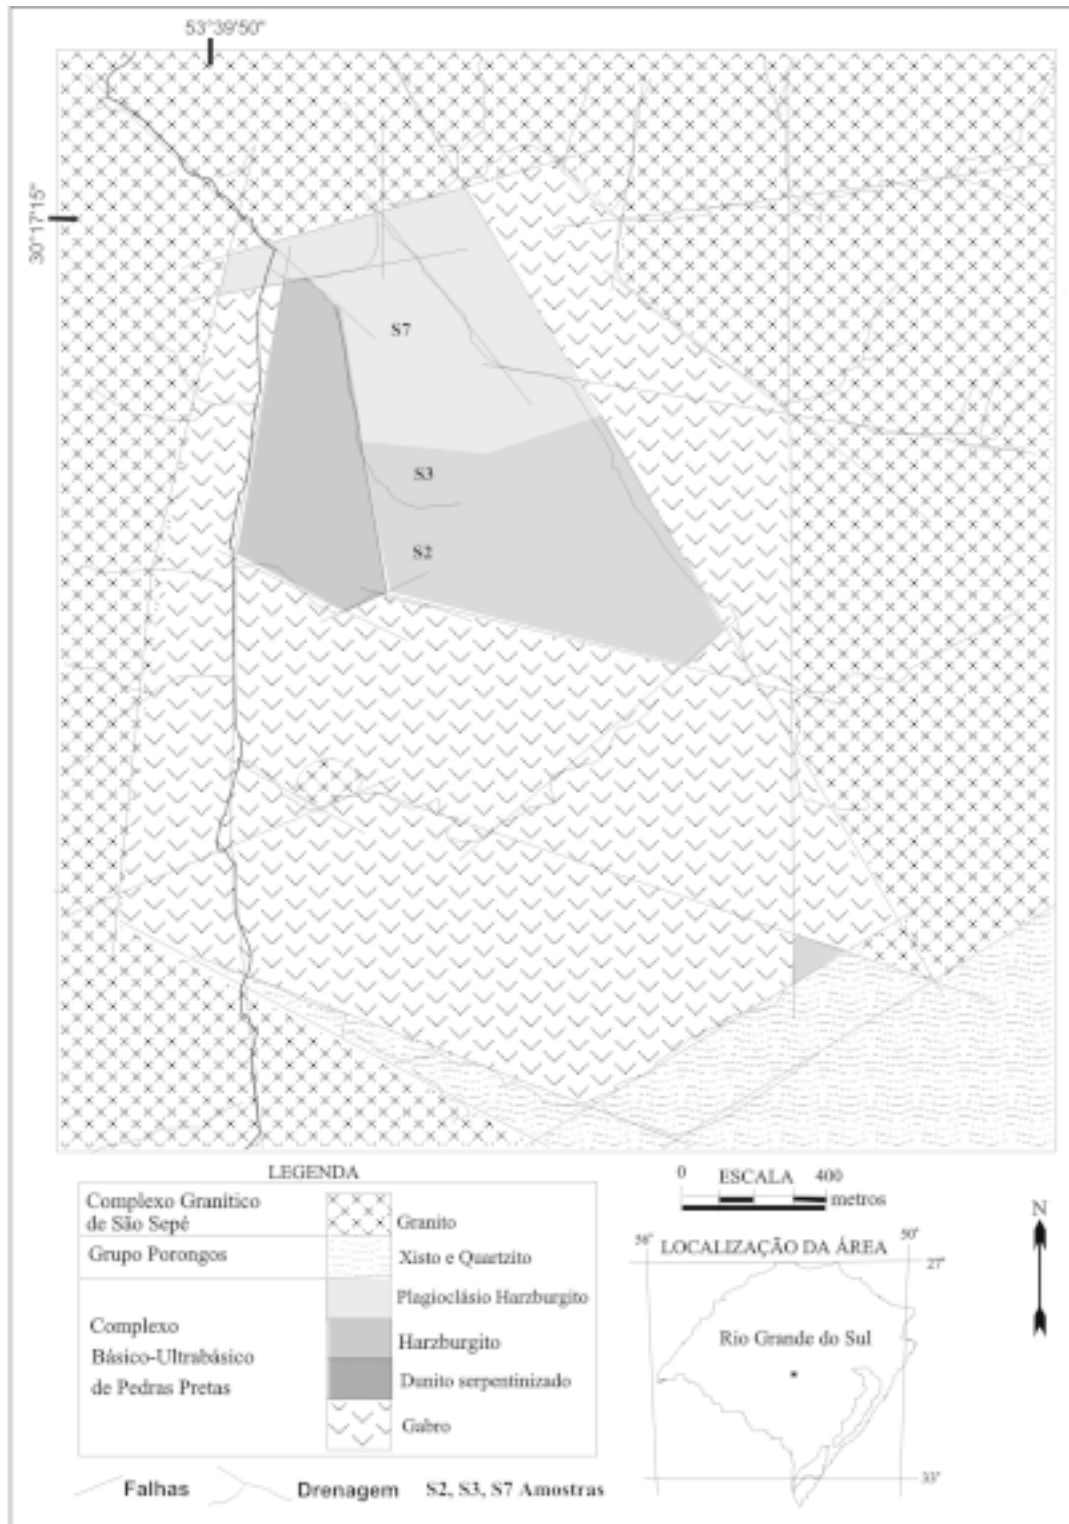 53°39'50"
30°17'15"
S7
S3
S2
LEGENDA
Complexo Granítico
de São Sepé
Granito
Grupo Porongos
Xisto e Quartzito
Plagioclásio Harzburgito
Complexo
Básico-Ultrabásico
de Pedras Pretas
Harzburgito
Dunito serpentinizado
Gabro
Falhas
Drenagem
S2, S3, S7 Amostras
0 ESCALA 400
metros
N
56° 50°
LOCALIZAÇÃO DA ÁREA
27°
Rio Grande do Sul
33°